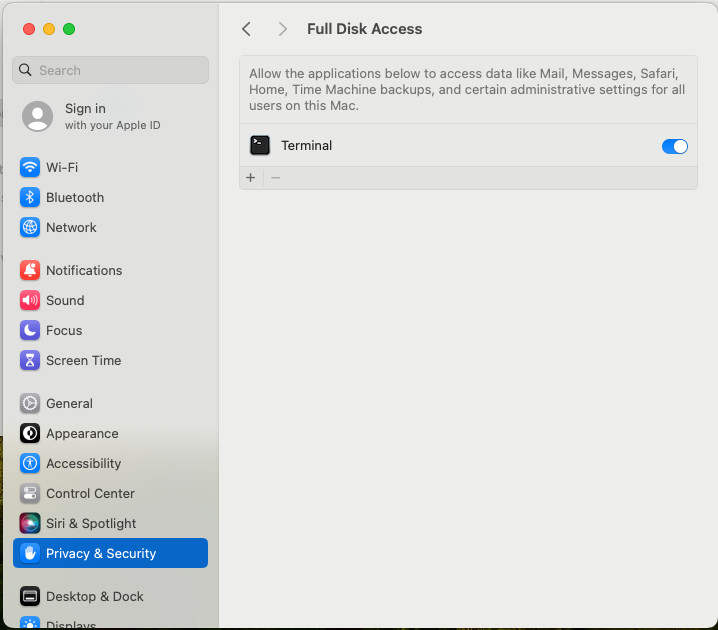 Full Disk Access
Search
Sign in
with your Apple ID
Wi-Fi
Bluetooth
Network
Notifications
Sound
Focus
Screen Time
General
Appearance
Accessibility
Control Center
Siri & Spotlight
Privacy & Security
Desktop & Dock
Displays
Allow the applications below to access data like Mail, Messages, Safari,
Home, Time Machine backups, and certain administrative settings for all
users on this Mac.
Terminal